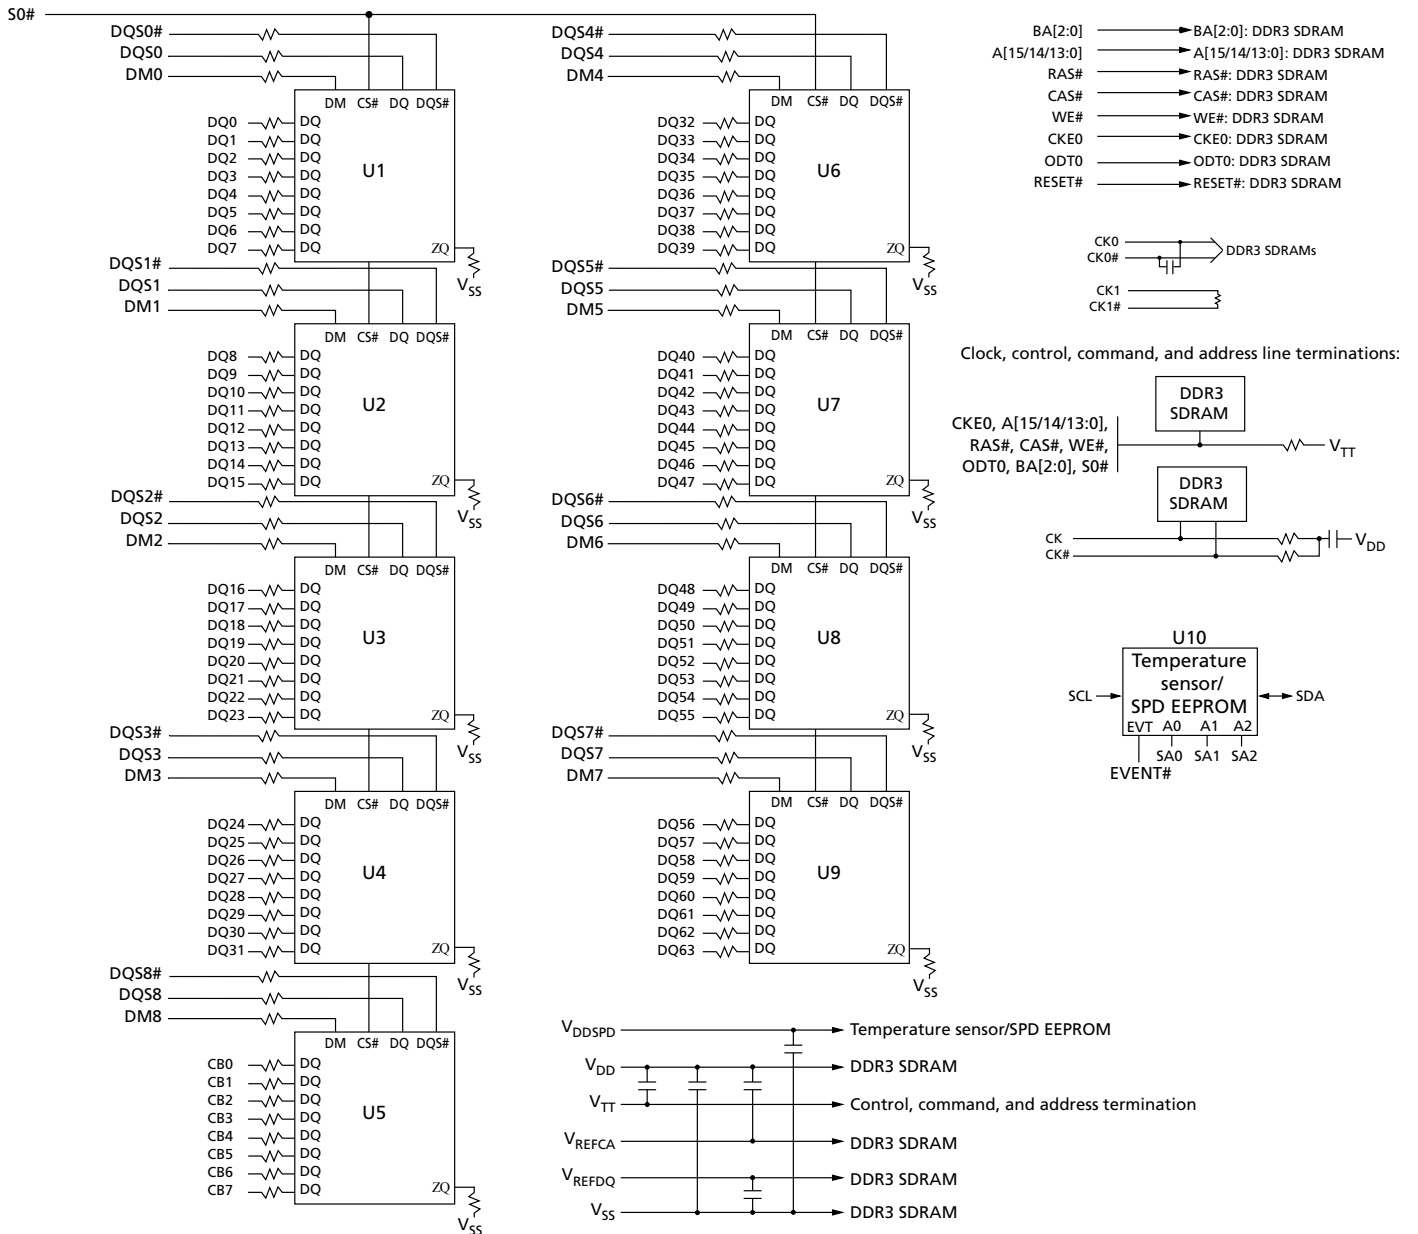 S0#
DQS0#
DQS0
DM0
DM CS# DQ DQS#
DQ0 DQ
DQ1 DQ
DQ2 DQ
DQ3 DQ
DQ4 DQ
DQ5 DQ
DQ6 DQ
DQ7 DQ
U1
ZQ
VSS
DQS1#
DQS1
DM1
DM CS# DQ DQS#
DQ8 DQ
DQ9 DQ
DQ10 DQ
DQ11 DQ
DQ12 DQ
DQ13 DQ
DQ14 DQ
DQ15 DQ
U2
ZQ
VSS
DQS2#
DQS2
DM2
DM CS# DQ DQS#
DQ16 DQ
DQ17 DQ
DQ18 DQ
DQ19 DQ
DQ20 DQ
DQ21 DQ
DQ22 DQ
DQ23 DQ
U3
ZQ
VSS
DQS3#
DQS3
DM3
DM CS# DQ DQS#
DQ24 DQ
DQ25 DQ
DQ26 DQ
DQ27 DQ
DQ28 DQ
DQ29 DQ
DQ30 DQ
DQ31 DQ
U4
ZQ
VSS
DQS8#
DQS8
DM8
DM CS# DQ DQS#
CB0 DQ
CB1 DQ
CB2 DQ
CB3 DQ
CB4 DQ
CB5 DQ
CB6 DQ
CB7 DQ
U5
ZQ
VSS
DQS4#
DQS4
DM4
DM CS# DQ DQS#
DQ32 DQ
DQ33 DQ
DQ34 DQ
DQ35 DQ
DQ36 DQ
DQ37 DQ
DQ38 DQ
DQ39 DQ
U6
ZQ
VSS
DQS5#
DQS5
DM5
DM CS# DQ DQS#
DQ40 DQ
DQ41 DQ
DQ42 DQ
DQ43 DQ
DQ44 DQ
DQ45 DQ
DQ46 DQ
DQ47 DQ
U7
ZQ
VSS
DQS6#
DQS6
DM6
DM CS# DQ DQS#
DQ48 DQ
DQ49 DQ
DQ50 DQ
DQ51 DQ
DQ52 DQ
DQ53 DQ
DQ54 DQ
DQ55 DQ
U8
ZQ
VSS
DQS7#
DQS7
DM7
DM CS# DQ DQS#
DQ56 DQ
DQ57 DQ
DQ58 DQ
DQ59 DQ
DQ60 DQ
DQ61 DQ
DQ62 DQ
DQ63 DQ
U9
ZQ
VSS
VDDSPD Temperature sensor/SPD EEPROM
VDD DDR3 SDRAM
VTT Control, command, and address termination
VREFCA DDR3 SDRAM
VREFDQ DDR3 SDRAM
VSS DDR3 SDRAM
BA[2:0] BA[2:0]: DDR3 SDRAM
A[15/14/13:0] A[15/14/13:0]: DDR3 SDRAM
RAS# RAS#: DDR3 SDRAM
CAS# CAS#: DDR3 SDRAM
WE# WE#: DDR3 SDRAM
CKE0 CKE0: DDR3 SDRAM
ODT0 ODT0: DDR3 SDRAM
RESET# RESET#: DDR3 SDRAM
CK0
CK0#
DDR3 SDRAMs
CK1
CK1#
Clock, control, command, and address line terminations:
DDR3
SDRAM
CKE0, A[15/14/13:0],
RAS#, CAS#, WE#,
ODT0, BA[2:0], S0#
VTT
DDR3
SDRAM
CK
CK#
VDD
U10
Temperature
sensor/
SPD EEPROM
SCL
SDA
EVT A0 A1 A2
SA0 SA1 SA2
EVENT#